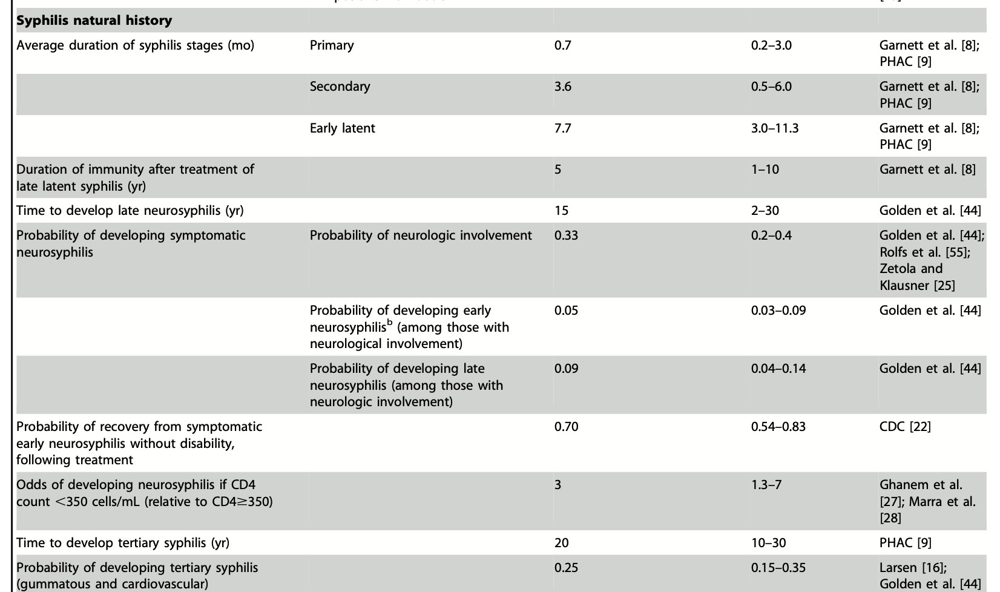 Syphilis natural history
Average duration of syphilis stages (mo) Primary 0.7 0.2–3.0 Garnett et al. [8];
PHAC [9]
Secondary 3.6 0.5–6.0 Garnett et al. [8];
PHAC [9]
Early latent 7.7 3.0–11.3 Garnett et al. [8];
PHAC [9]
Duration of immunity after treatment of 5 1–10 Garnett et al. [8]
late latent syphilis (yr)
Time to develop late neurosyphilis (yr) 15 2–30 Golden et al. [44]
Probability of developing symptomatic Probability of neurologic involvement 0.33 0.2–0.4 Golden et al. [44];
neurosyphilis Rolfs et al. [55];
Zetola and
Klausner [25]
Probability of developing early 0.05 0.03–0.09 Golden et al. [44]
neurosyphilisᵇ (among those with
neurological involvement)
Probability of developing late 0.09 0.04–0.14 Golden et al. [44]
neurosyphilis (among those with
neurologic involvement)
Probability of recovery from symptomatic 0.70 0.54–0.83 CDC [22]
early neurosyphilis without disability,
following treatment
Odds of developing neurosyphilis if CD4 3 1.3–7 Ghanem et al.
count <350 cells/mL (relative to CD4≥350) [27]; Marra et al.
[28]
Time to develop tertiary syphilis (yr) 20 10–30 PHAC [9]
Probability of developing tertiary syphilis 0.25 0.15–0.35 Larsen [16];
(gummatous and cardiovascular) Golden et al. [44]